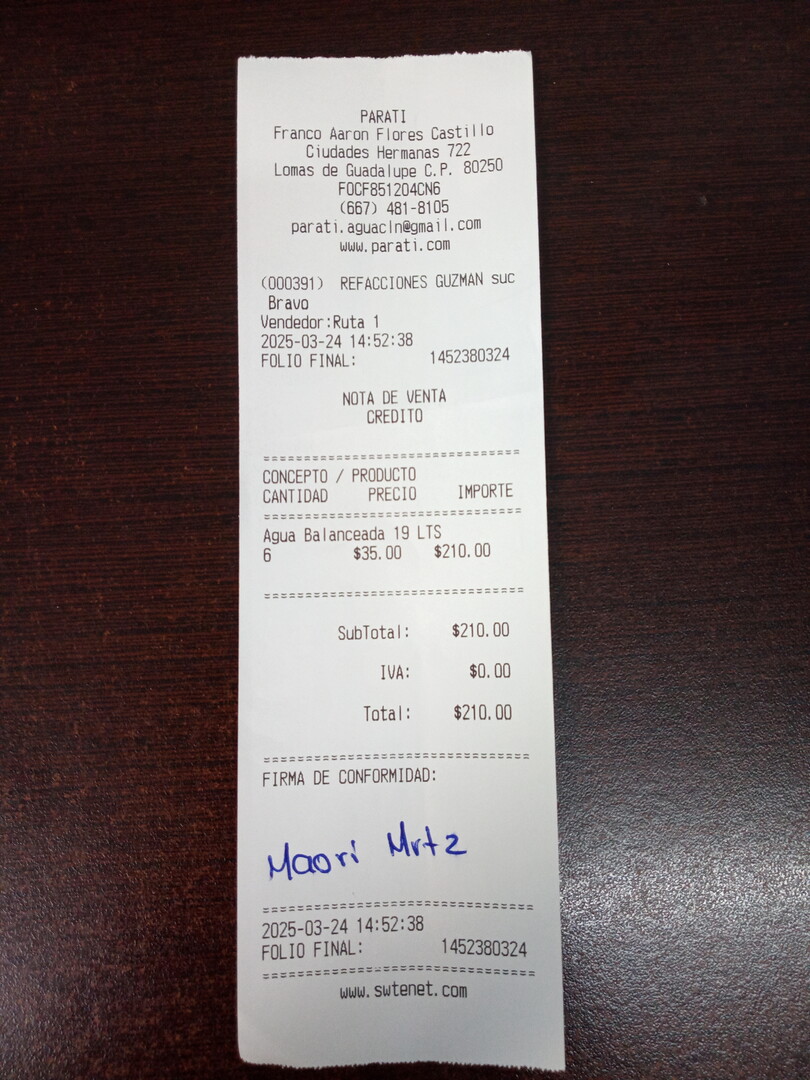 PARATI
Franco Aaron Flores Castillo
Ciudades Hermanas 722
Lomas de Guadalupe C.P. 80250
FOCF851204CN6
(667) 481-8105
parati.aguacln@gmail.com
www.parati.com
(000391) REFACCIONES GUZMAN suc
Bravo
Vendedor:Ruta 1
2025-03-24 14:52:38
FOLIO FINAL: 1452380324
NOTA DE VENTA
CREDITO
================================
CONCEPTO / PRODUCTO
CANTIDAD PRECIO IMPORTE
================================
Agua Balanceada 19 LTS
6 $35.00 $210.00
================================
SubTotal: $210.00
IVA: $0.00
Total: $210.00
================================
FIRMA DE CONFORMIDAD:
Maori Mrtz
================================
2025-03-24 14:52:38
FOLIO FINAL: 1452380324
================================
www.swtenet.com